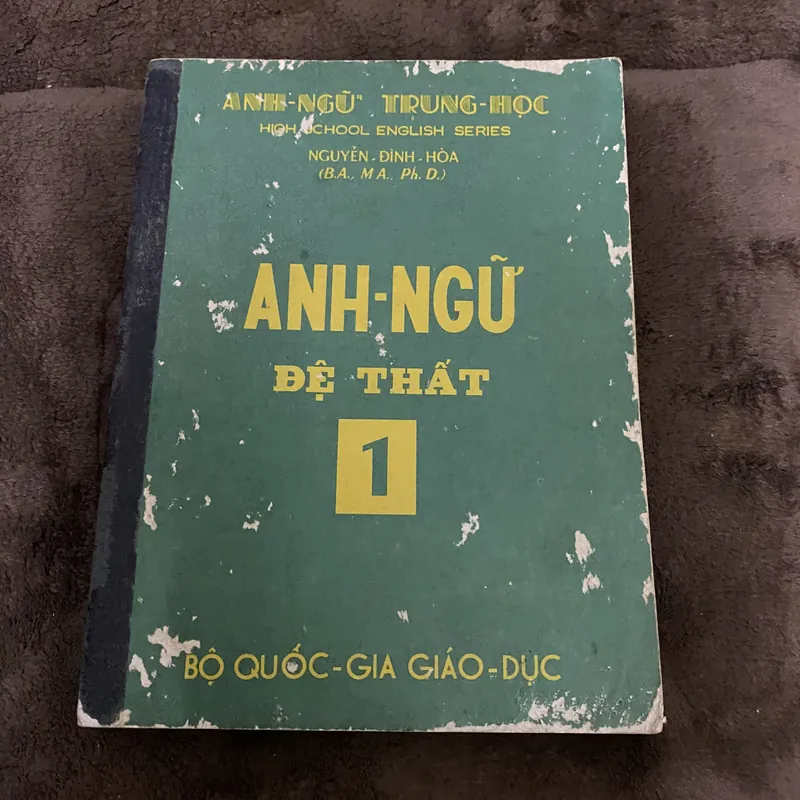 ANH-NGỮ TRUNG-HỌC
HIGH SCHOOL ENGLISH SERIES
NGUYỄN-ĐÌNH-HÒA
(B.A., M A., Ph. D.)
ANH-NGỮ
ĐỆ THẤT
1
BỘ QUỐC-GIA GIÁO-DỤC